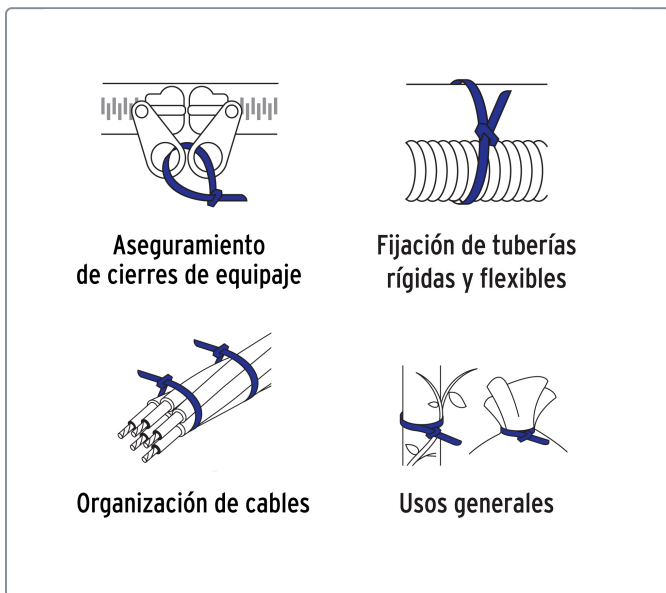 Aseguramiento
de cierres de equipaje
Fijación de tuberías
rígidas y flexibles
Organización de cables
Usos generales